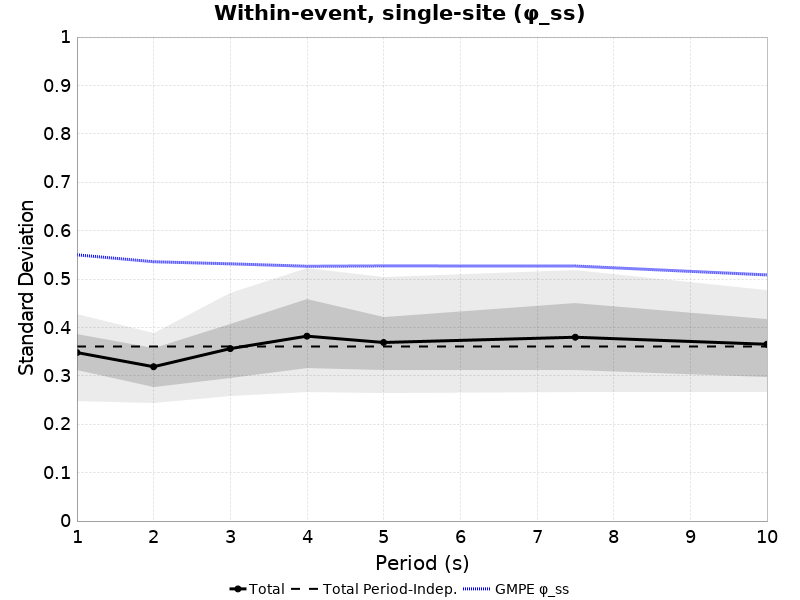 Within-event, single-site (φ_ss)
Standard Deviation
1
0.9
0.8
0.7
0.6
0.5
0.4
0.3
0.2
0.1
0
1 2 3 4 5 6 7 8 9 10
Period (s)
Total Total Period-Indep. GMPE φ_ss